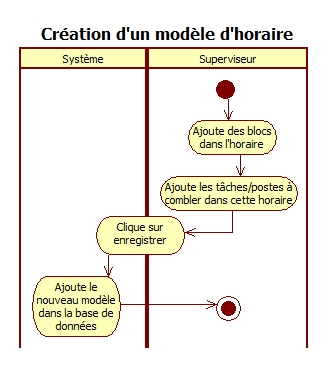 Création d'un modèle d'horaire
Système
Superviseur
Ajoute des blocs
dans l'horaire
Ajoute les tâches/postes à
combler dans cette horaire
Clique sur
enregistrer
Ajoute le
nouveau modèle
dans la base de
données